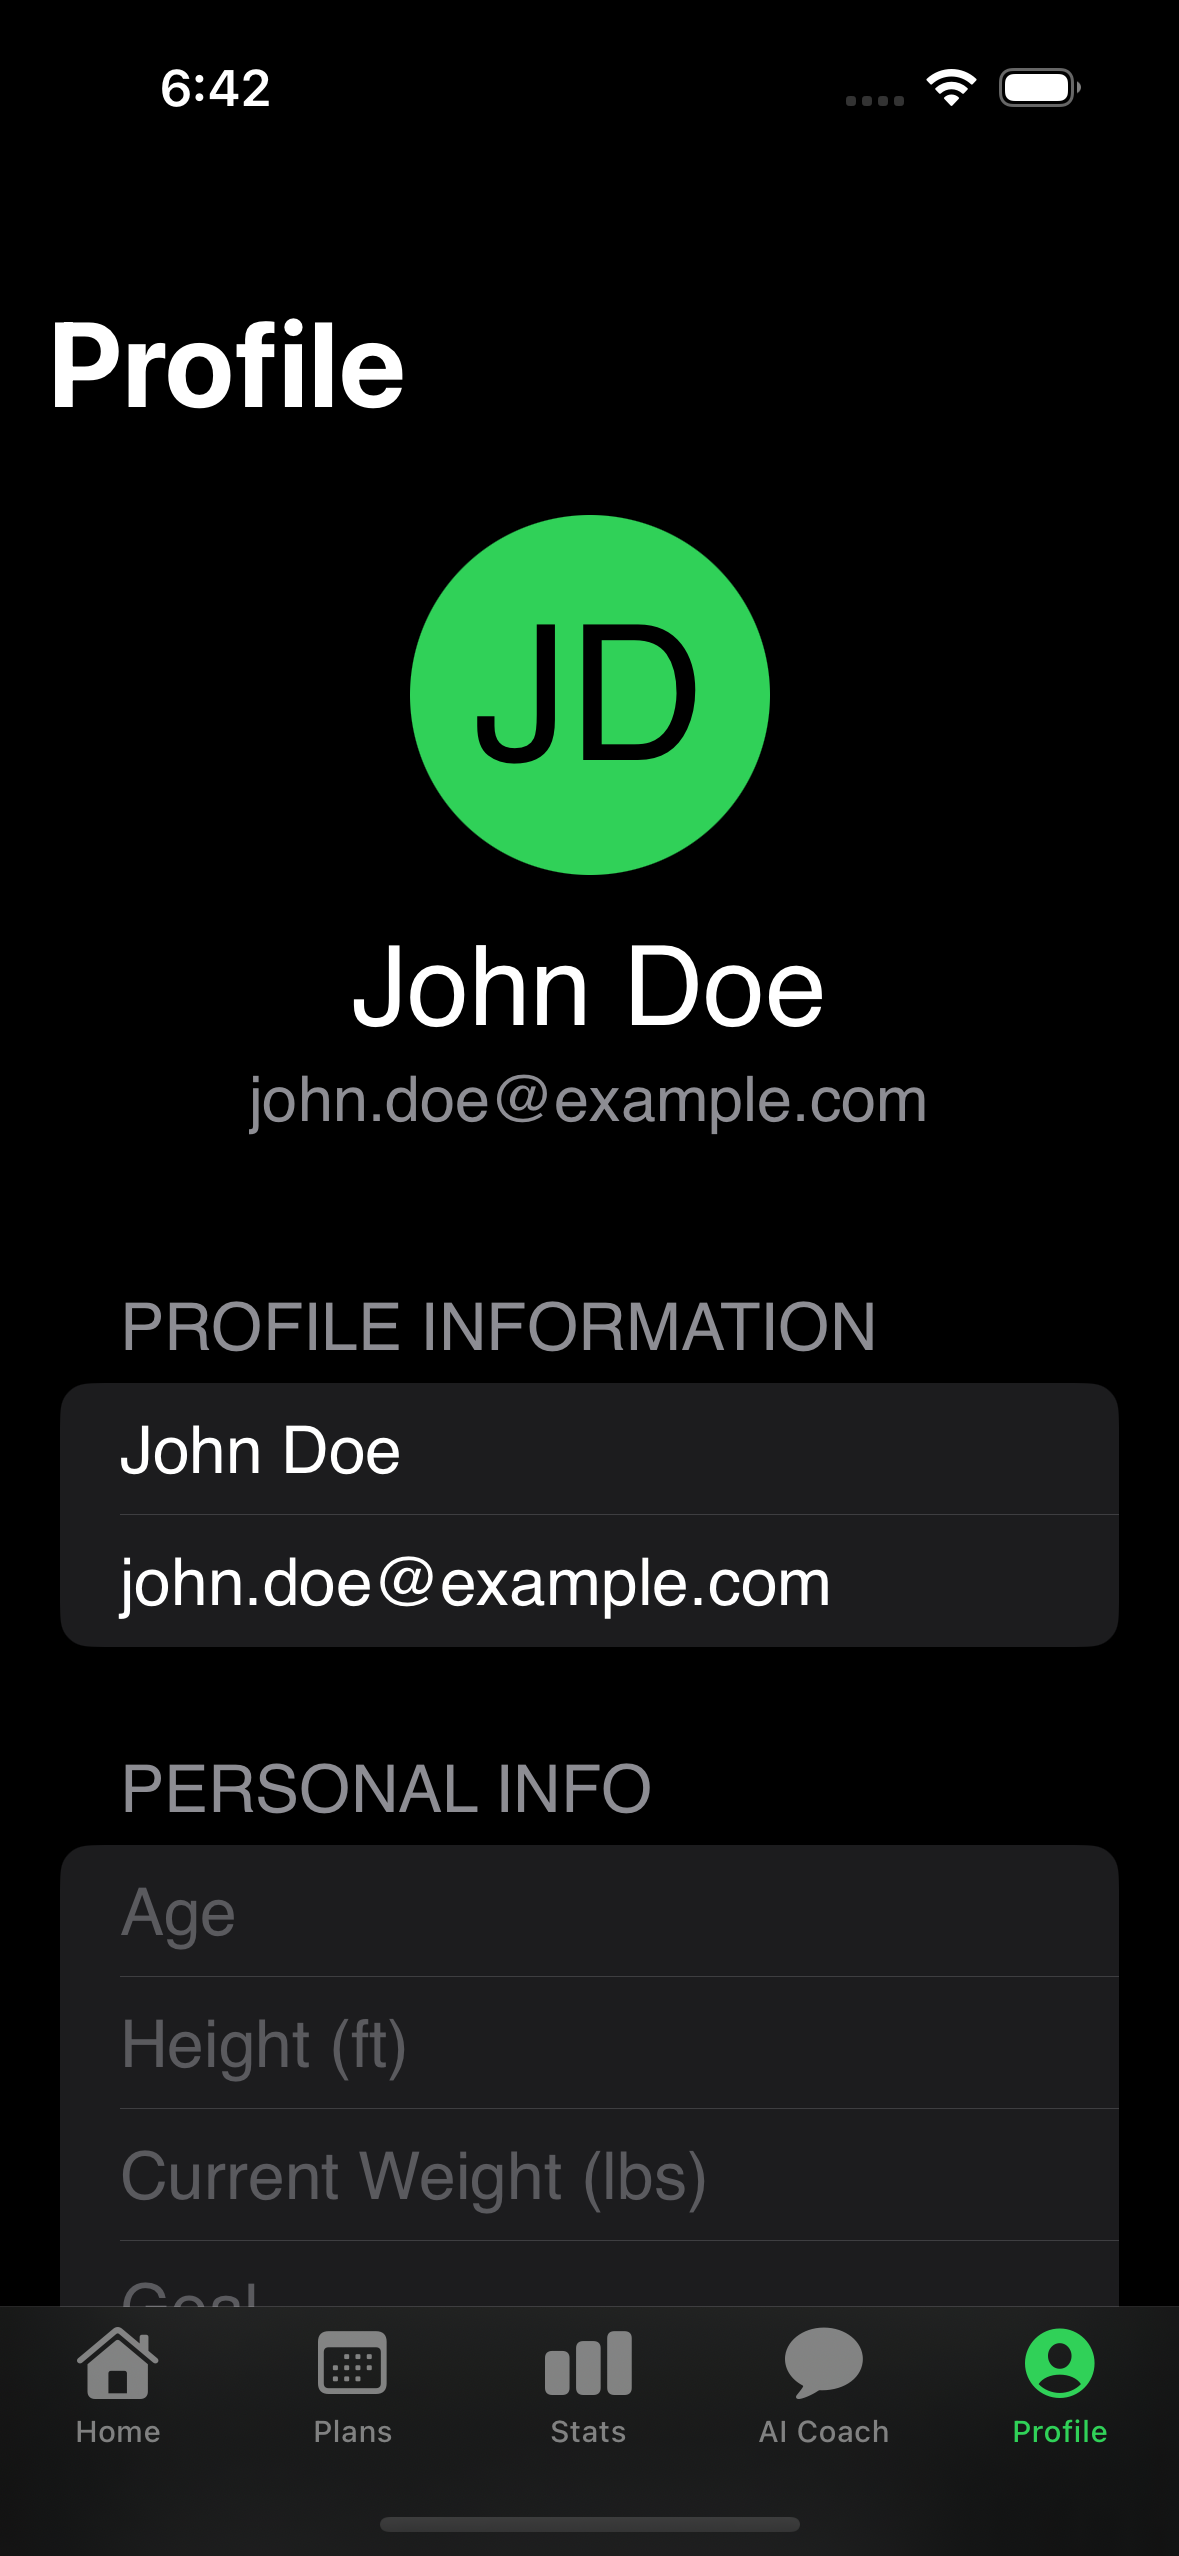 6:42
Profile
JD
John Doe
john.doe@example.com
PROFILE INFORMATION
John Doe
john.doe@example.com
PERSONAL INFO
Age
Height (ft)
Current Weight (lbs)
Goal
Home
Plans
Stats
AI Coach
Profile